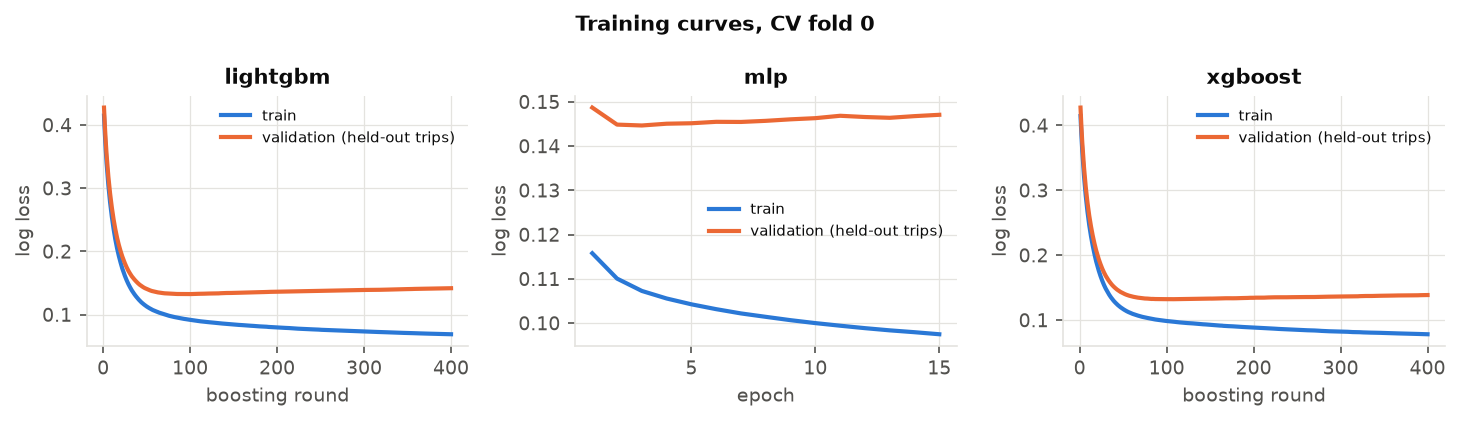 Training curves, CV fold 0
lightgbm
log loss
0.4
0.3
0.2
0.1
train
validation (held-out trips)
0 100 200 300 400
boosting round
mlp
log loss
0.15
0.14
0.13
0.12
0.11
0.10
train
validation (held-out trips)
5 10 15
epoch
xgboost
log loss
0.4
0.3
0.2
0.1
train
validation (held-out trips)
0 100 200 300 400
boosting round